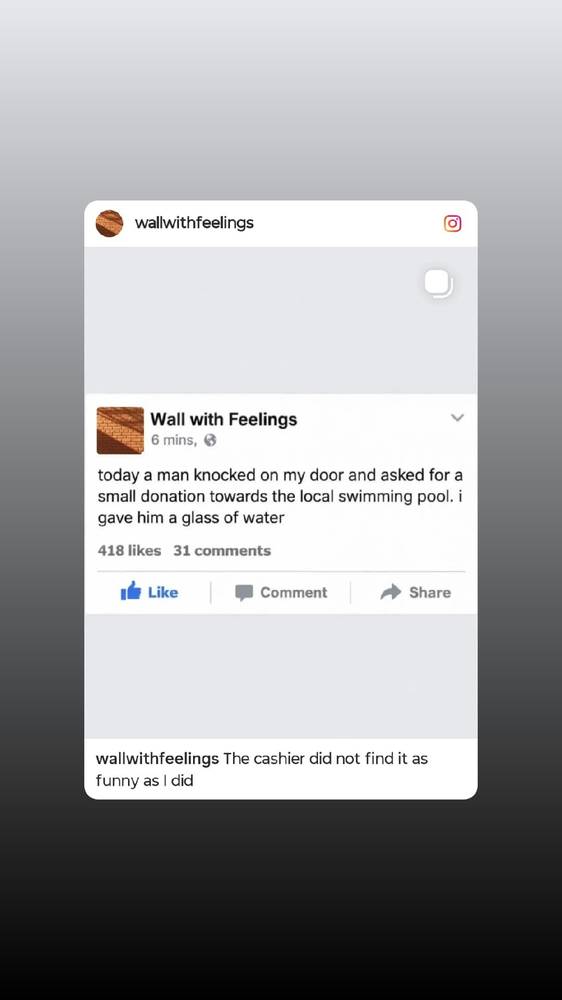 wallwithfeelings
Wall with Feelings
6 mins,
today a man knocked on my door and asked for a
small donation towards the local swimming pool. i
gave him a glass of water
418 likes 31 comments
Like Comment Share
wallwithfeelings The cashier did not find it as
funny as I did